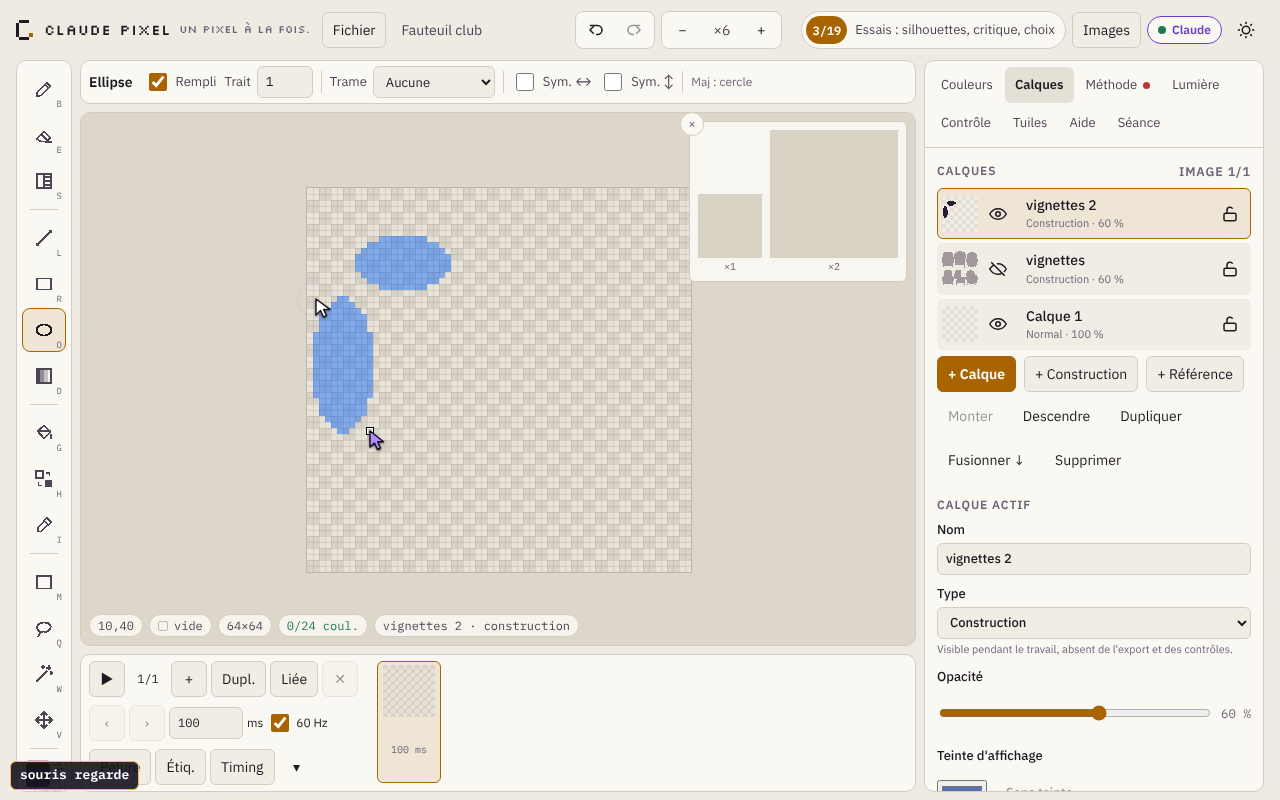 CLAUDE PIXEL UN PIXEL À LA FOIS. Fichier Fauteuil club − ×6 + 3/19 Essais : silhouettes, critique, choix Images Claude
Ellipse Rempli Trait 1 Trame Aucune Sym. ↔ Sym. ↕ Maj : cercle
B
E
S
L
R
O
D
G
H
I
M
Q
W
V
×
×1 ×2
10,40 vide 64×64 0/24 coul. vignettes 2 · construction
1/1 + Dupl. Liée ×
‹ › 100 ms 60 Hz
Étiq. Timing ▼
100 ms
souris regarde
Couleurs Calques Méthode Lumière
Contrôle Tuiles Aide Séance
CALQUES IMAGE 1/1
vignettes 2
Construction · 60 %
vignettes
Construction · 60 %
Calque 1
Normal · 100 %
+ Calque + Construction + Référence
Monter Descendre Dupliquer
Fusionner ↓ Supprimer
CALQUE ACTIF
Nom
vignettes 2
Type
Construction
Visible pendant le travail, absent de l'export et des contrôles.
Opacité
60 %
Teinte d'affichage